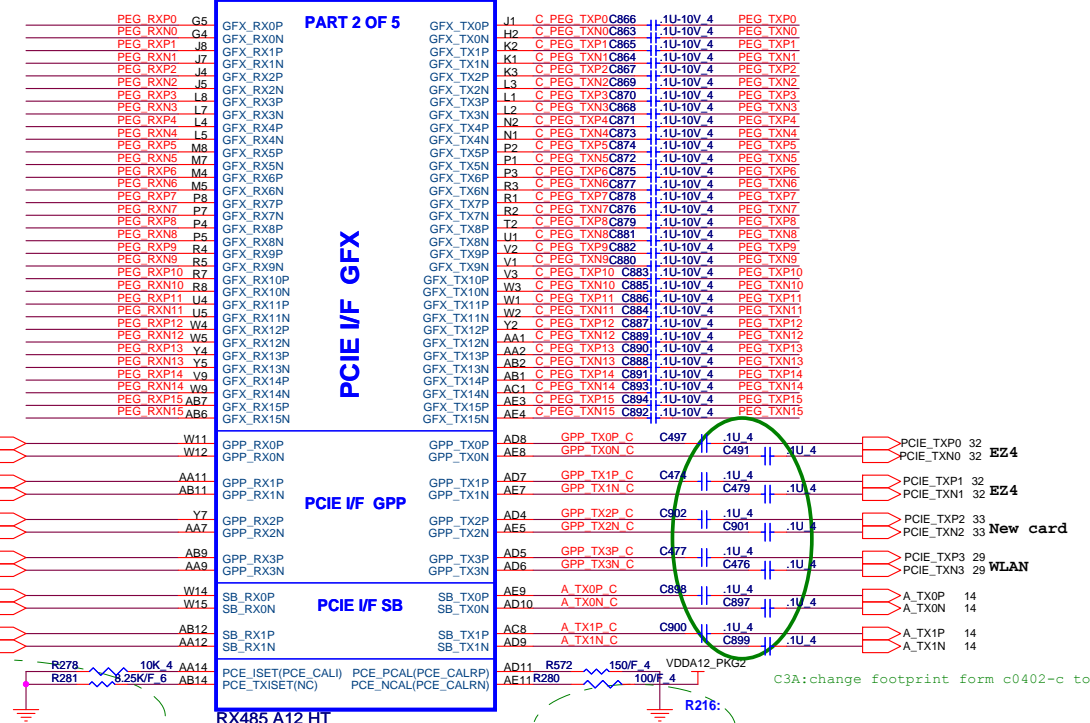 PART 2 OF 5
PEG_RXP0 G5 GFX_RX0P GFX_TX0P J1 C_PEG_TXP0 C866 .1U-10V_4 PEG_TXP0
PEG_RXN0 G4 GFX_RX0N GFX_TX0N H2 C_PEG_TXN0 C863 .1U-10V_4 PEG_TXN0
PEG_RXP1 J8 GFX_RX1P GFX_TX1P K2 C_PEG_TXP1 C865 .1U-10V_4 PEG_TXP1
PEG_RXN1 J7 GFX_RX1N GFX_TX1N K1 C_PEG_TXN1 C864 .1U-10V_4 PEG_TXN1
PEG_RXP2 J4 GFX_RX2P GFX_TX2P K3 C_PEG_TXP2 C867 .1U-10V_4 PEG_TXP2
PEG_RXN2 J5 GFX_RX2N GFX_TX2N L3 C_PEG_TXN2 C869 .1U-10V_4 PEG_TXN2
PEG_RXP3 L8 GFX_RX3P GFX_TX3P L1 C_PEG_TXP3 C870 .1U-10V_4 PEG_TXP3
PEG_RXN3 L7 GFX_RX3N GFX_TX3N L2 C_PEG_TXN3 C868 .1U-10V_4 PEG_TXN3
PEG_RXP4 L4 GFX_RX4P GFX_TX4P N2 C_PEG_TXP4 C871 .1U-10V_4 PEG_TXP4
PEG_RXN4 L5 GFX_RX4N GFX_TX4N N1 C_PEG_TXN4 C873 .1U-10V_4 PEG_TXN4
PEG_RXP5 M8 GFX_RX5P GFX_TX5P P2 C_PEG_TXP5 C874 .1U-10V_4 PEG_TXP5
PEG_RXN5 M7 GFX_RX5N GFX_TX5N P1 C_PEG_TXN5 C872 .1U-10V_4 PEG_TXN5
PEG_RXP6 M4 GFX_RX6P GFX_TX6P P3 C_PEG_TXP6 C875 .1U-10V_4 PEG_TXP6
PEG_RXN6 M5 GFX_RX6N GFX_TX6N R3 C_PEG_TXN6 C877 .1U-10V_4 PEG_TXN6
PEG_RXP7 P8 GFX_RX7P GFX_TX7P R1 C_PEG_TXP7 C878 .1U-10V_4 PEG_TXP7
PEG_RXN7 P7 GFX_RX7N GFX_TX7N R2 C_PEG_TXN7 C876 .1U-10V_4 PEG_TXN7
PEG_RXP8 P4 GFX_RX8P GFX_TX8P T2 C_PEG_TXP8 C879 .1U-10V_4 PEG_TXP8
PEG_RXN8 P5 GFX_RX8N GFX_TX8N U1 C_PEG_TXN8 C881 .1U-10V_4 PEG_TXN8
PEG_RXP9 R4 GFX_RX9P GFX_TX9P V2 C_PEG_TXP9 C882 .1U-10V_4 PEG_TXP9
PEG_RXN9 R5 GFX_RX9N GFX_TX9N V1 C_PEG_TXN9 C880 .1U-10V_4 PEG_TXN9
PEG_RXP10 R7 GFX_RX10P GFX_TX10P V3 C_PEG_TXP10 C883 .1U-10V_4 PEG_TXP10
PEG_RXN10 R8 GFX_RX10N GFX_TX10N W3 C_PEG_TXN10 C885 .1U-10V_4 PEG_TXN10
PEG_RXP11 U4 GFX_RX11P GFX_TX11P W1 C_PEG_TXP11 C886 .1U-10V_4 PEG_TXP11
PEG_RXN11 U5 GFX_RX11N GFX_TX11N W2 C_PEG_TXN11 C884 .1U-10V_4 PEG_TXN11
PEG_RXP12 W4 GFX_RX12P GFX_TX12P Y2 C_PEG_TXP12 C887 .1U-10V_4 PEG_TXP12
PEG_RXN12 W5 GFX_RX12N GFX_TX12N AA1 C_PEG_TXN12 C889 .1U-10V_4 PEG_TXN12
PEG_RXP13 Y4 GFX_RX13P GFX_TX13P AA2 C_PEG_TXP13 C890 .1U-10V_4 PEG_TXP13
PEG_RXN13 Y5 GFX_RX13N GFX_TX13N AB2 C_PEG_TXN13 C888 .1U-10V_4 PEG_TXN13
PEG_RXP14 V9 GFX_RX14P GFX_TX14P AB1 C_PEG_TXP14 C891 .1U-10V_4 PEG_TXP14
PEG_RXN14 W9 GFX_RX14N GFX_TX14N AC1 C_PEG_TXN14 C893 .1U-10V_4 PEG_TXN14
PEG_RXP15 AB7 GFX_RX15P GFX_TX15P AE3 C_PEG_TXP15 C894 .1U-10V_4 PEG_TXP15
PEG_RXN15 AB6 GFX_RX15N GFX_TX15N AE4 C_PEG_TXN15 C892 .1U-10V_4 PEG_TXN15
PCIE I/F GFX
W11 GPP_RX0P GPP_TX0P AD8 GPP_TX0P_C C497 .1U_4 PCIE_TXP0 32
W12 GPP_RX0N GPP_TX0N AE8 GPP_TX0N_C C491 .1U_4 PCIE_TXN0 32 EZ4
AA11 GPP_RX1P GPP_TX1P AD7 GPP_TX1P_C C474 .1U_4 PCIE_TXP1 32
AB11 GPP_RX1N GPP_TX1N AE7 GPP_TX1N_C C479 .1U_4 PCIE_TXN1 32 EZ4
PCIE I/F GPP
Y7 GPP_RX2P GPP_TX2P AD4 GPP_TX2P_C C902 .1U_4 PCIE_TXP2 33
AA7 GPP_RX2N GPP_TX2N AE5 GPP_TX2N_C C901 .1U_4 PCIE_TXN2 33 New card
AB9 GPP_RX3P GPP_TX3P AD5 GPP_TX3P_C C477 .1U_4 PCIE_TXP3 29
AA9 GPP_RX3N GPP_TX3N AD6 GPP_TX3N_C C476 .1U_4 PCIE_TXN3 29 WLAN
W14 SB_RX0P SB_TX0P AE9 A_TX0P_C C898 .1U_4 A_TX0P 14
W15 SB_RX0N SB_TX0N AD10 A_TX0N_C C897 .1U_4 A_TX0N 14
PCIE I/F SB
AB12 SB_RX1P SB_TX1P AC8 A_TX1P_C C900 .1U_4 A_TX1P 14
AA12 SB_RX1N SB_TX1N AD9 A_TX1N_C C899 .1U_4 A_TX1N 14
R278 10K_4 AA14 PCE_ISET(PCE_CALI) PCE_PCAL(PCE_CALRP) AD11 R572 150/F_4 VDDA12_PKG2
R281 8.25K/F_6 AB14 PCE_TXISET(NC) PCE_NCAL(PCE_CALRN) AE11 R280 100/F_4
C3A:change footprint form c0402-c to
R216:
RX485 A12 HT